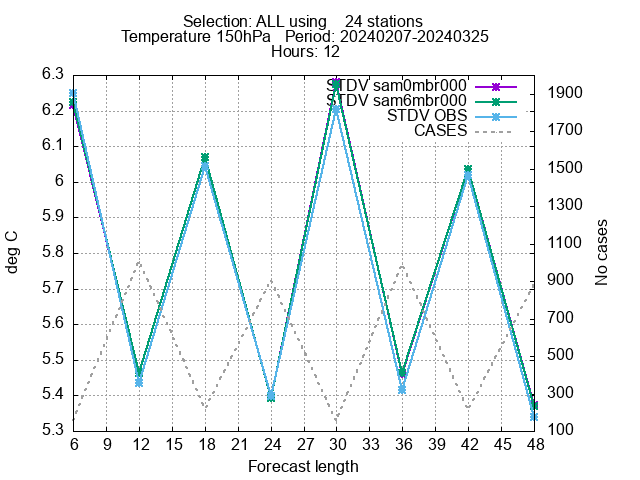 Selection: ALL using 24 stations
Temperature 150hPa Period: 20240207-20240325
Hours: 12
STDV sam0mbr000
STDV sam6mbr000
STDV OBS
CASES
6.3
6.2
6.1
6
5.9
5.8
5.7
5.6
5.5
5.4
5.3
deg C
1900
1700
1500
1300
1100
900
700
500
300
100
No cases
6 9 12 15 18 21 24 27 30 33 36 39 42 45 48
Forecast length